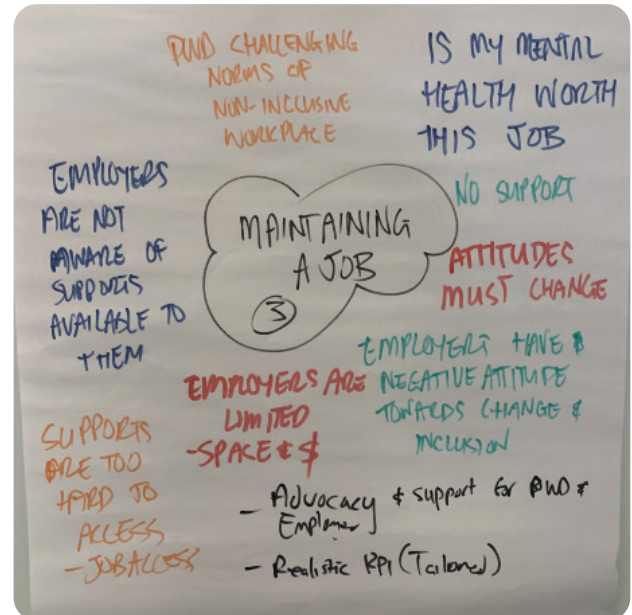 PWD CHALLENGING
NORMS OF
NON-INCLUSIVE
WORKPLACE
IS MY MENTAL
HEALTH WORTH
THIS JOB
EMPLOYERS
ARE NOT
AWARE OF
SUPPORTS
AVAILABLE TO
THEM
MAINTAINING
A JOB
3
NO SUPPORT
ATTITUDES
MUST CHANGE
EMPLOYERS HAVE
NEGATIVE ATTITUDE
TOWARDS CHANGE &
INCLUSION
EMPLOYERS ARE
LIMITED
- SPACE & $
SUPPORTS
ARE TOO
HARD TO
ACCESS
- JOBACCESS
- Advocacy & support for PWD &
Employer
- Realistic KPI (Tailored)